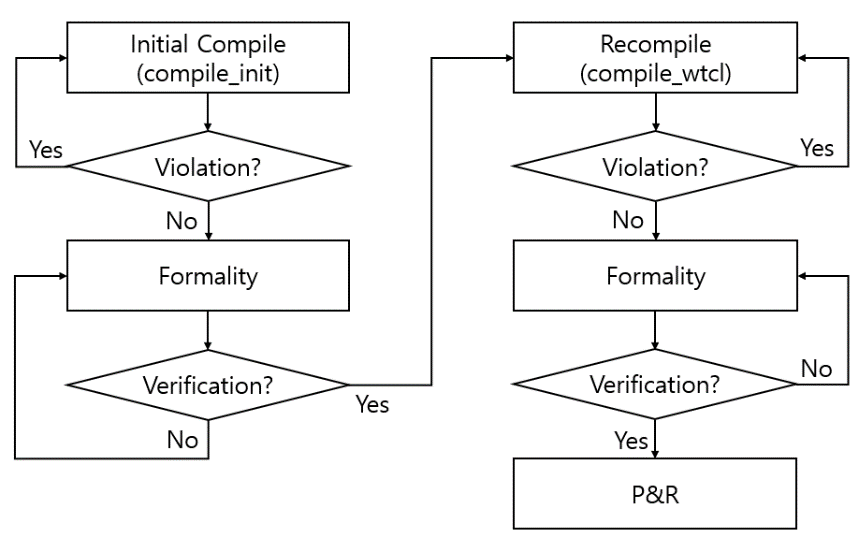 Initial Compile
(compile_init)
Yes
Violation?
No
Formality
Verification?
Yes
No
Recompile
(compile_wtcl)
Violation?
Yes
No
Formality
Verification?
No
Yes
P&R